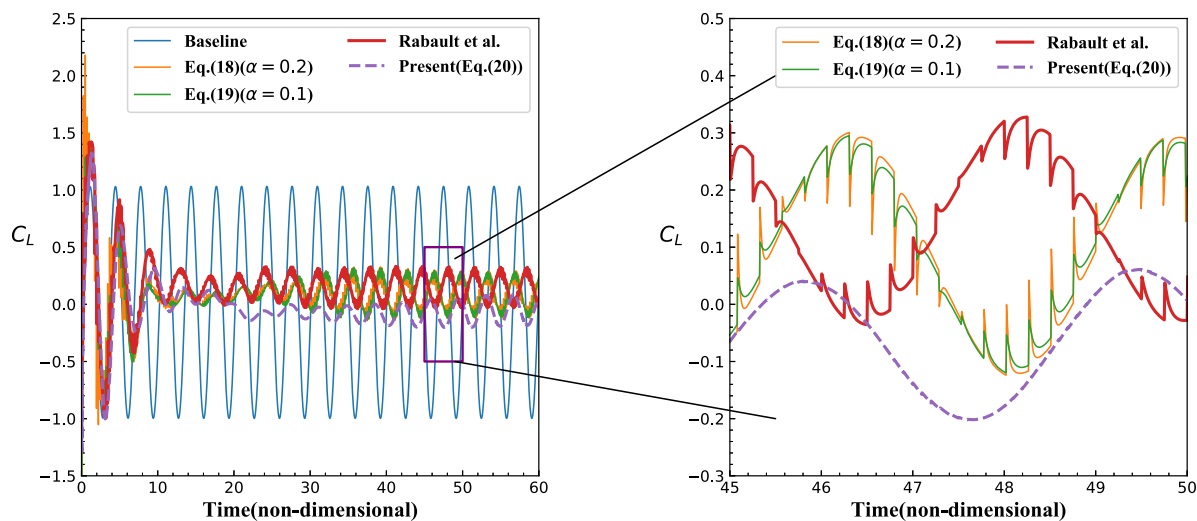 2.5
2.0
1.5
1.0
0.5
0.0
−0.5
−1.0
−1.5
C_L
0 10 20 30 40 50 60
Time(non-dimensional)
Baseline
Eq.(18)(α = 0.2)
Eq.(19)(α = 0.1)
Rabault et al.
Present(Eq.(20))
0.5
0.4
0.3
0.2
0.1
0.0
−0.1
−0.2
−0.3
C_L
45 46 47 48 49 50
Time(non-dimensional)
Eq.(18)(α = 0.2)
Eq.(19)(α = 0.1)
Rabault et al.
Present(Eq.(20))